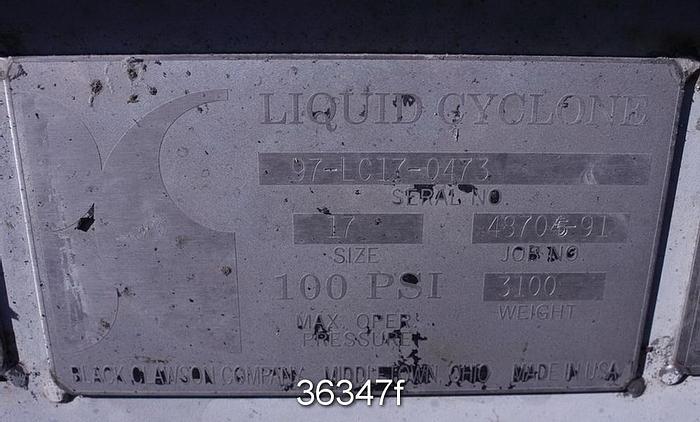 LIQUID CYCLONE
97-LC17-0473
SERIAL NO.
17
SIZE
JOB NO.
100 PSI
MAX. OPER.
PRESSURE
3100
WEIGHT
BLACK CLAWSON COMPANY MIDDLETOWN, OHIO MADE IN USA
36347f